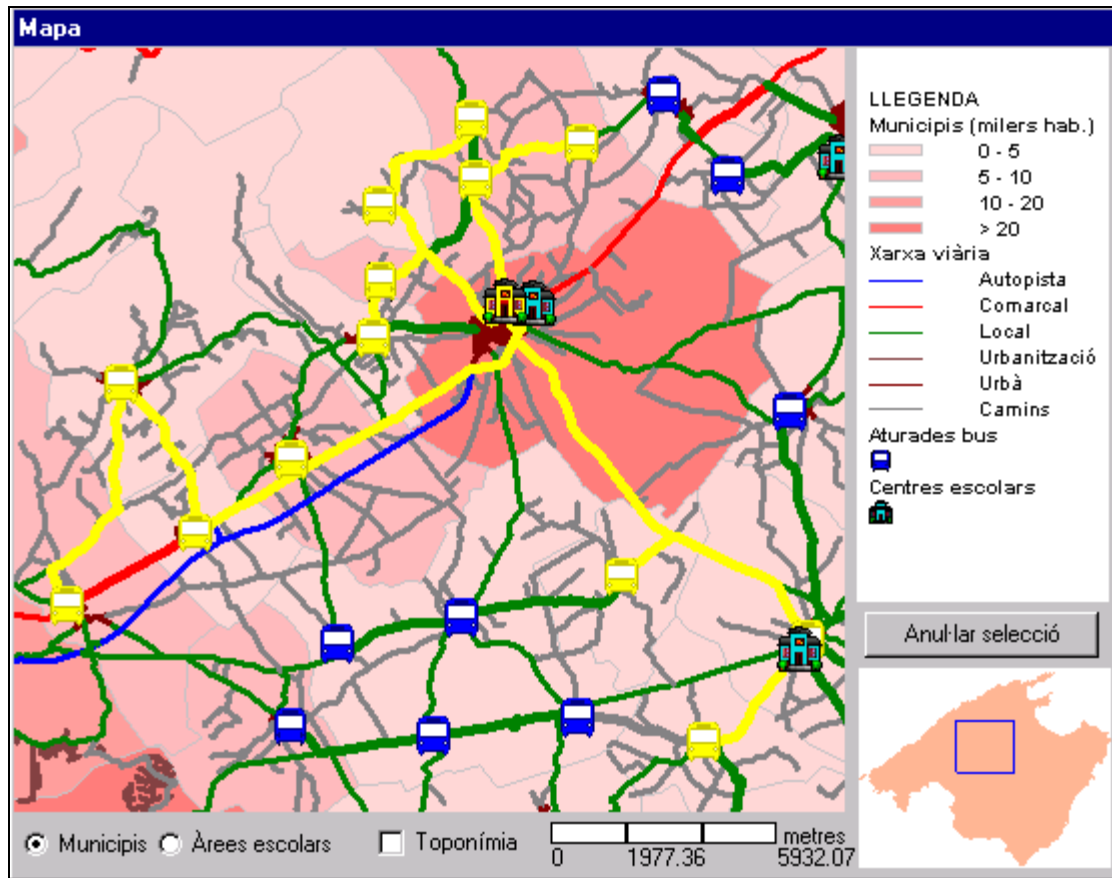 Mapa
LLEGENDA
Municipis (milers hab.)
0 - 5
5 - 10
10 - 20
> 20
Xarxa viària
Autopista
Comarcal
Local
Urbanització
Urbà
Camins
Aturades bus
Centres escolars
Anul·lar selecció
Municipis Àrees escolars Toponímia metres
0 1977.36 5932.07